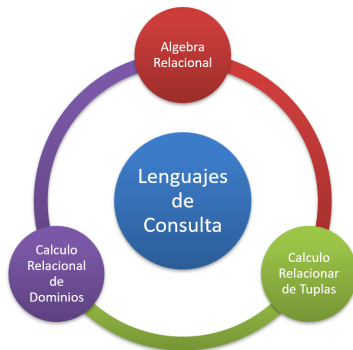 Algebra
Relacional
Lenguajes
de
Consulta
Calculo
Relacional
de
Dominios
Calculo
Relacionar
de Tuplas